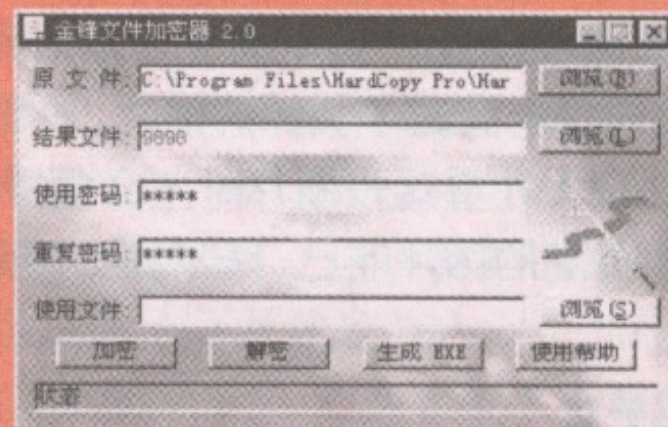 金锋文件加密器 2.0
原 文 件: C:\Program Files\HardCopy Pro\Har 浏览(B)
结果文件: 9898 浏览(L)
使用密码: *****
重复密码: *****
使用文件: 浏览(S)
加密 解密 生成 EXE 使用帮助
状态